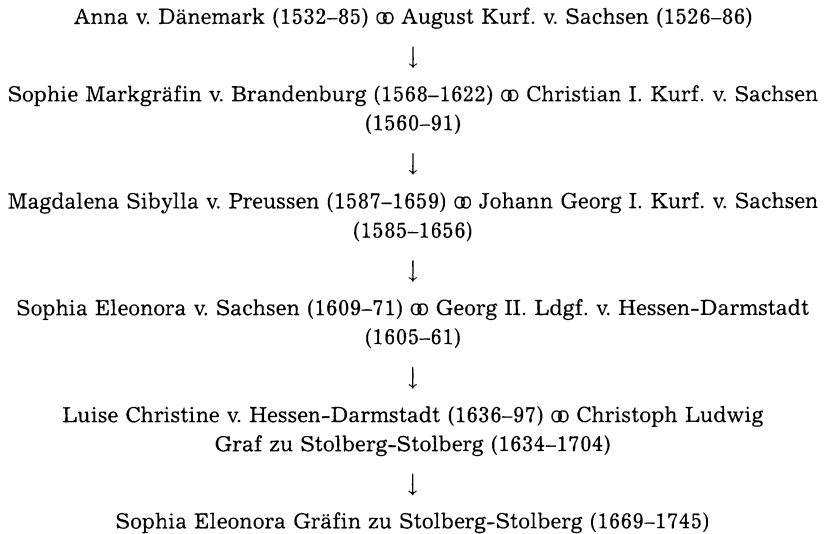 Anna v. Dänemark (1532–85) ⚭ August Kurf. v. Sachsen (1526–86)
↓
Sophie Markgräfin v. Brandenburg (1568–1622) ⚭ Christian I. Kurf. v. Sachsen
(1560–91)
↓
Magdalena Sibylla v. Preussen (1587–1659) ⚭ Johann Georg I. Kurf. v. Sachsen
(1585–1656)
↓
Sophia Eleonora v. Sachsen (1609–71) ⚭ Georg II. Ldgf. v. Hessen-Darmstadt
(1605–61)
↓
Luise Christine v. Hessen-Darmstadt (1636–97) ⚭ Christoph Ludwig
Graf zu Stolberg-Stolberg (1634–1704)
↓
Sophia Eleonora Gräfin zu Stolberg-Stolberg (1669–1745)